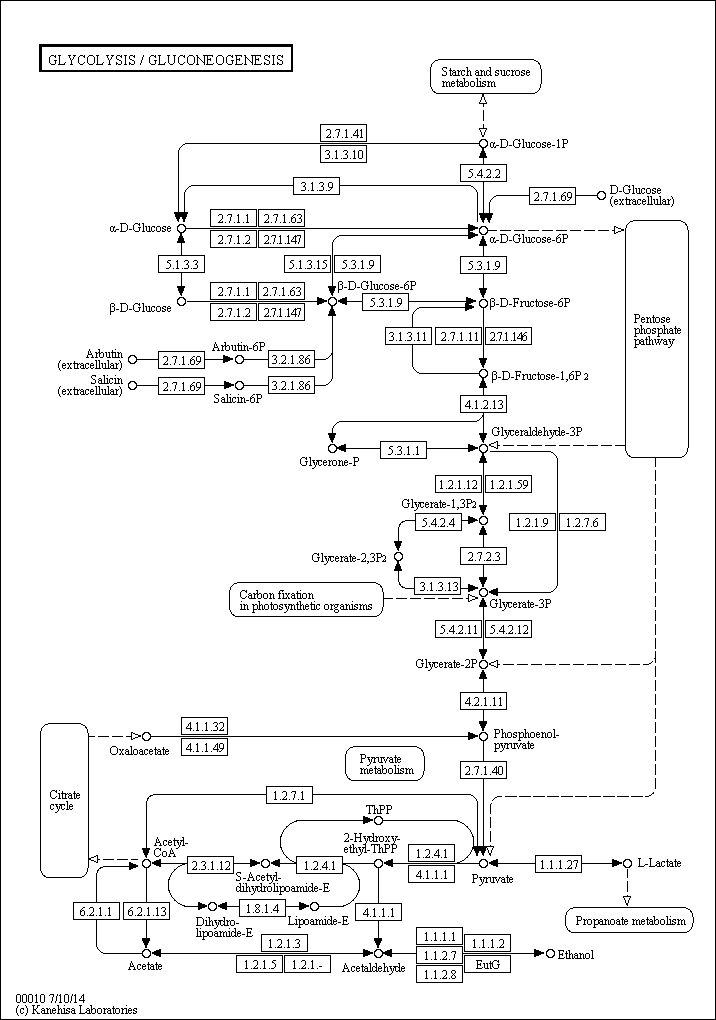 GLYCOLYSIS / GLUCONEOGENESIS
Starch and sucrose
metabolism
2.7.1.41
3.1.3.10
α-D-Glucose-1P
5.4.2.2
3.1.3.9
2.7.1.69
D-Glucose
(extracellular)
α-D-Glucose
2.7.1.1
2.7.1.63
2.7.1.2
2.7.1.147
α-D-Glucose-6P
5.1.3.3
5.1.3.15
5.3.1.9
5.3.1.9
β-D-Glucose-6P
β-D-Glucose
2.7.1.1
2.7.1.63
2.7.1.2
2.7.1.147
5.3.1.9
β-D-Fructose-6P
Pentose
phosphate
pathway
3.1.3.11
2.7.1.11
2.7.1.146
Arbutin
(extracellular)
2.7.1.69
Arbutin-6P
3.2.1.86
Salicin
(extracellular)
2.7.1.69
Salicin-6P
3.2.1.86
β-D-Fructose-1,6P2
4.1.2.13
Glyceraldehyde-3P
Glycerone-P
5.3.1.1
1.2.1.12
1.2.1.59
Glycerate-1,3P2
5.4.2.4
1.2.1.9
1.2.7.6
Glycerate-2,3P2
2.7.2.3
3.1.3.13
Carbon fixation
in photosynthetic organisms
Glycerate-3P
5.4.2.11
5.4.2.12
Glycerate-2P
4.2.1.11
4.1.1.32
4.1.1.49
Oxaloacetate
Phosphoenol-
pyruvate
Pyruvate
metabolism
2.7.1.40
Citrate
cycle
1.2.7.1
ThPP
2-Hydroxy-
ethyl-ThPP
Acetyl-
CoA
2.3.1.12
S-Acetyl-
dihydrolipoamide-E
1.2.4.1
1.2.4.1
4.1.1.1
Pyruvate
1.1.1.27
L-Lactate
6.2.1.1
6.2.1.13
Dihydro-
lipoamide-E
1.8.1.4
Lipoamide-E
4.1.1.1
Propanoate metabolism
Acetate
1.2.1.3
1.2.1.5
1.2.1.-
Acetaldehyde
1.1.1.1
1.1.1.2
1.1.2.7
EutG
1.1.2.8
Ethanol
00010 7/10/14
(c) Kanehisa Laboratories